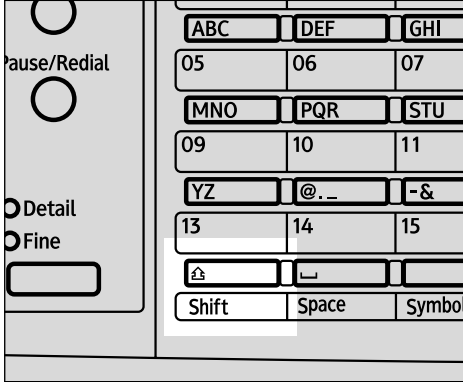 ABC DEF GHI
Pause/Redial 05 06 07
MNO PQR STU
09 10 11
YZ @._ -&
Detail
13 14 15
Fine
Shift Space Symbol